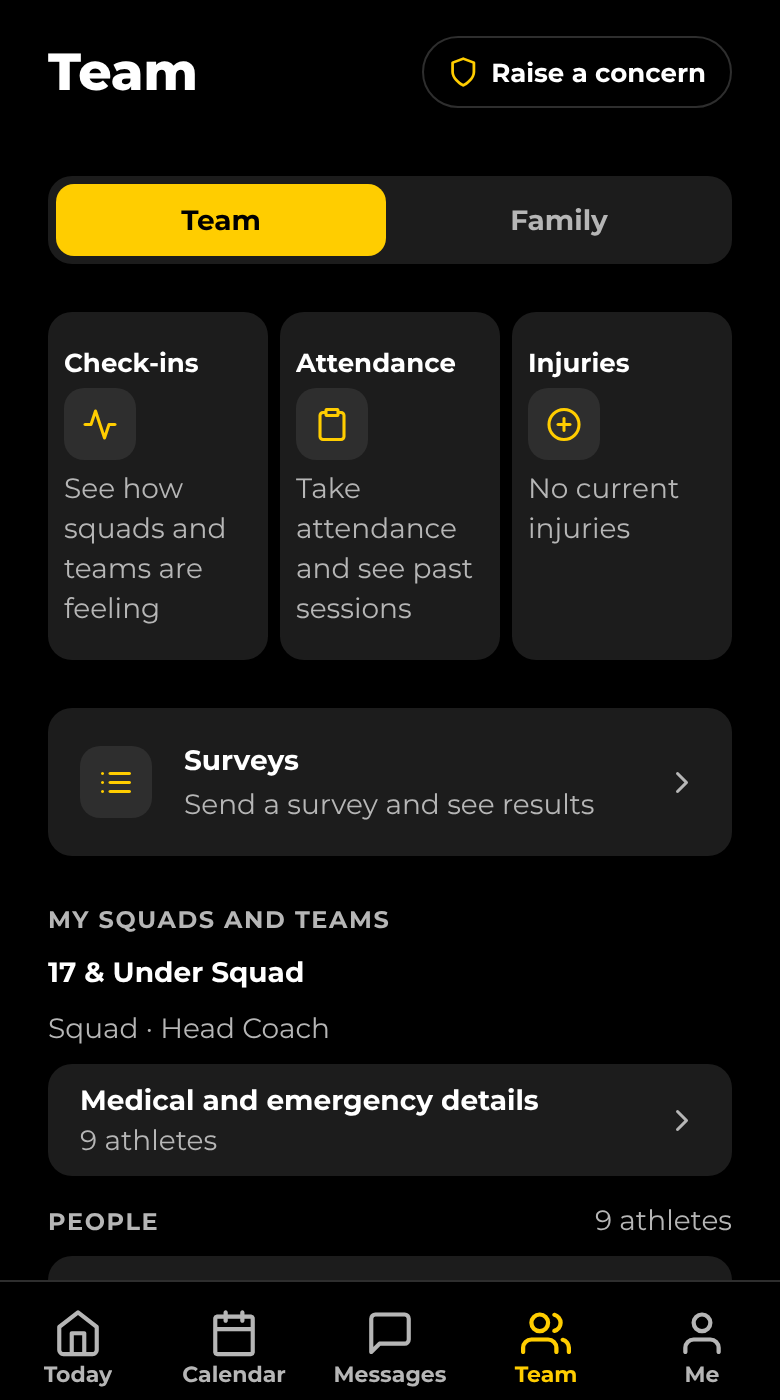 Team
Raise a concern
Team
Family
Check-ins
See how
squads and
teams are
feeling
Attendance
Take
attendance
and see past
sessions
Injuries
No current
injuries
Surveys
Send a survey and see results
MY SQUADS AND TEAMS
17 & Under Squad
Squad · Head Coach
Medical and emergency details
9 athletes
PEOPLE
9 athletes
Today
Calendar
Messages
Team
Me